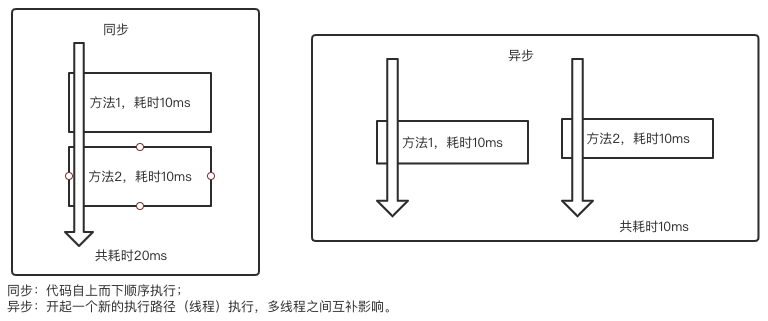 同步
方法1，耗时10ms
方法2，耗时10ms
共耗时20ms
异步
方法1，耗时10ms
方法2，耗时10ms
共耗时10ms
同步：代码自上而下顺序执行；
异步：开起一个新的执行路径（线程）执行，多线程之间互补影响。